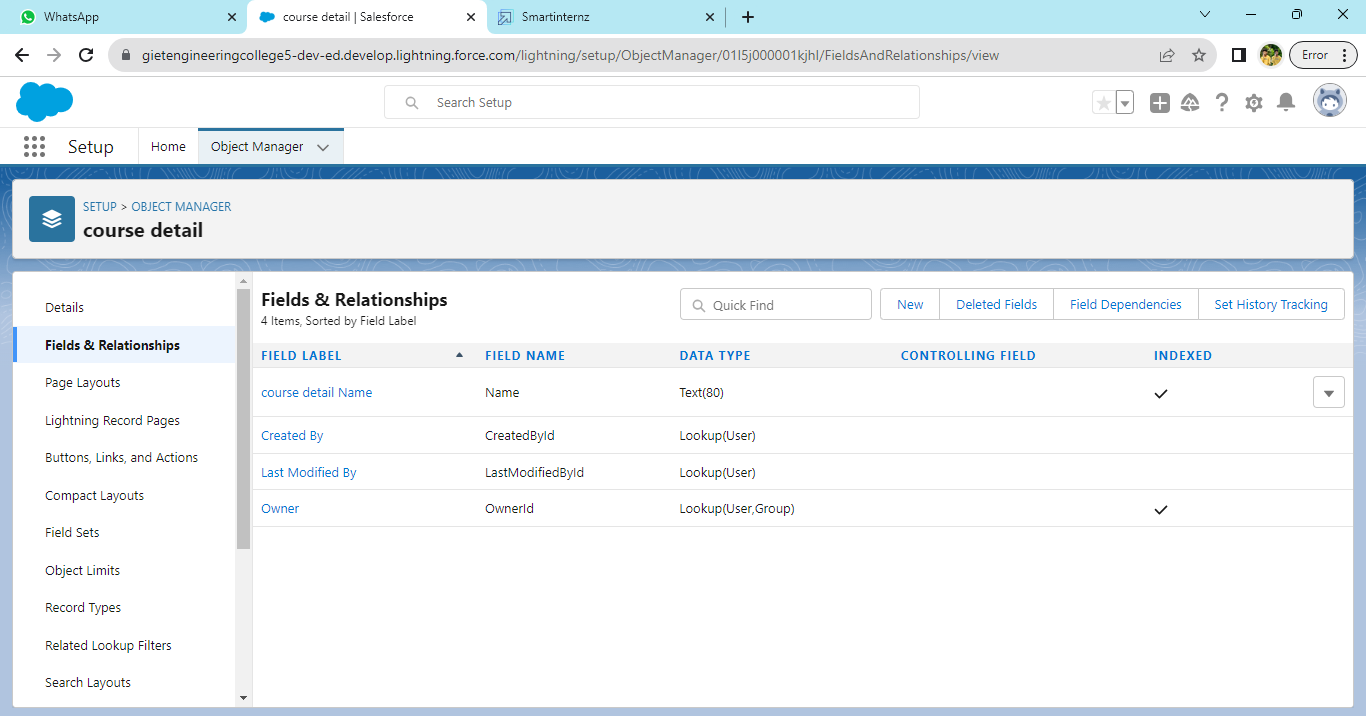 WhatsApp
course detail | Salesforce
Smartinternz
gietengineeringcollege5-dev-ed.develop.lightning.force.com/lightning/setup/ObjectManager/01I5j000001kjhl/FieldsAndRelationships/view
Error
Search Setup
Setup
Home
Object Manager
SETUP > OBJECT MANAGER
course detail
Details
Fields & Relationships
Page Layouts
Lightning Record Pages
Buttons, Links, and Actions
Compact Layouts
Field Sets
Object Limits
Record Types
Related Lookup Filters
Search Layouts
Fields & Relationships
4 Items, Sorted by Field Label
Quick Find
New
Deleted Fields
Field Dependencies
Set History Tracking
FIELD LABEL FIELD NAME DATA TYPE CONTROLLING FIELD INDEXED
course detail Name Name Text(80)
Created By CreatedById Lookup(User)
Last Modified By LastModifiedById Lookup(User)
Owner OwnerId Lookup(User,Group)